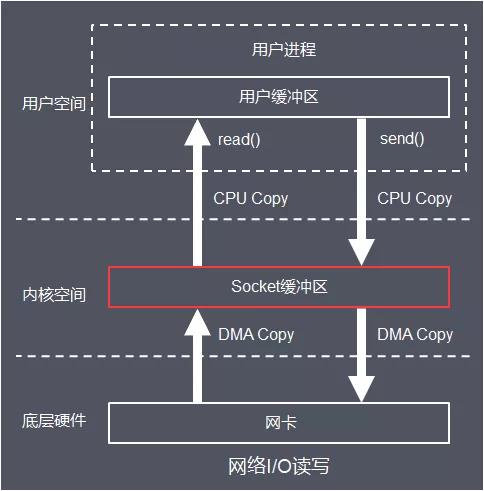 用户进程
用户空间
用户缓冲区
read()
send()
CPU Copy
CPU Copy
内核空间
Socket缓冲区
DMA Copy
DMA Copy
底层硬件
网卡
网络I/O读写